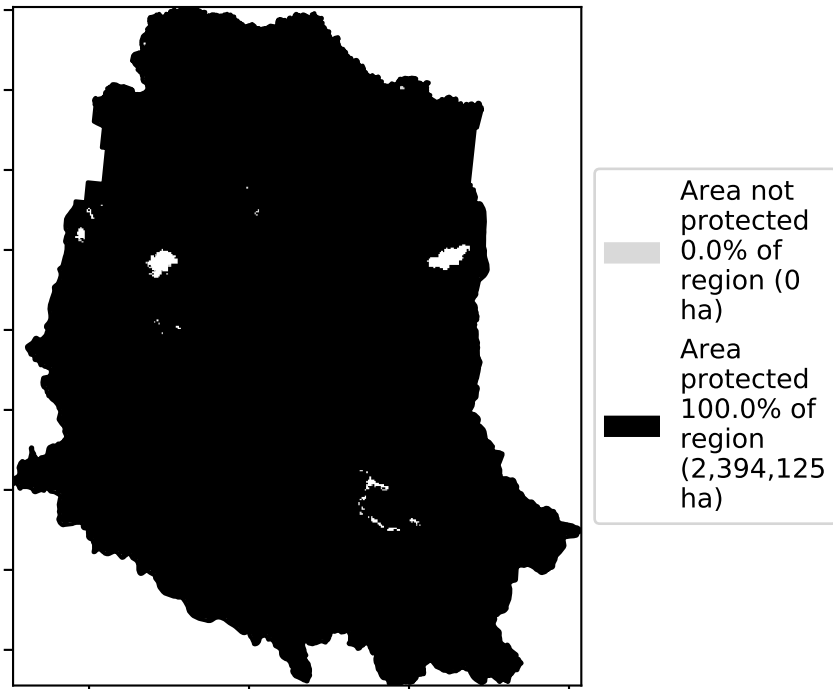 Area not
protected
0.0% of
region (0
ha)
Area
protected
100.0% of
region
(2,394,125
ha)